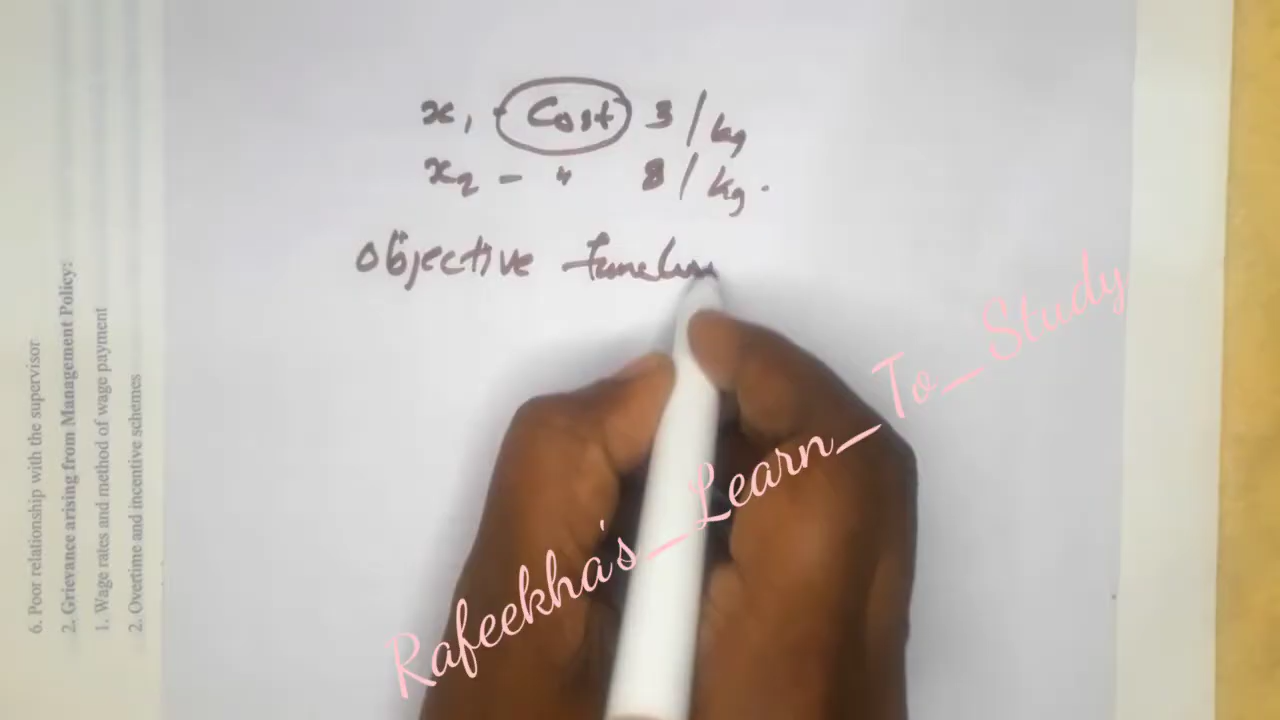 x₁ - Cost 3 / kg
x₂ - " 8 / kg.
Objective function
Rafeekha's_Learn_To_Study
6. Poor relationship with the supervisor
2. Grievance arising from Management Policy:
1. Wage rates and method of wage payment
2. Overtime and incentive schemes